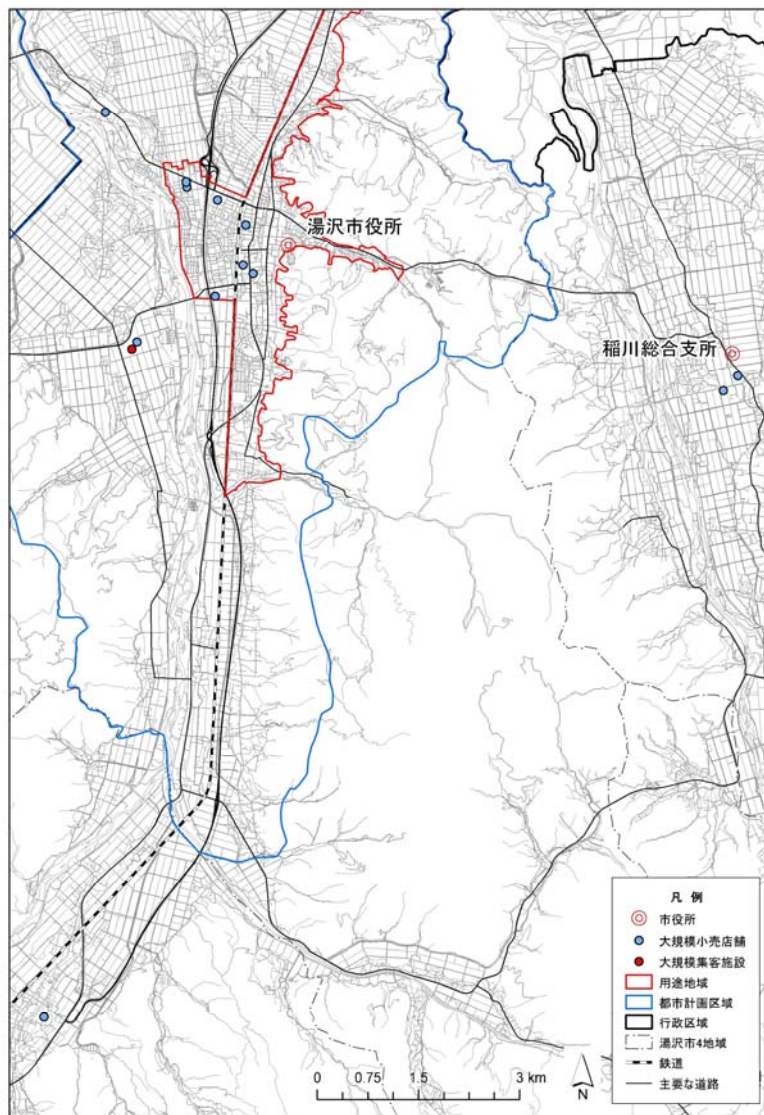 湯沢市役所
稲川総合支所
凡 例
市役所
大規模小売店舗
大規模集客施設
用途地域
都市計画区域
行政区域
湯沢市4地域
鉄道
主要な道路
0 0.75 1.5 3 km
N